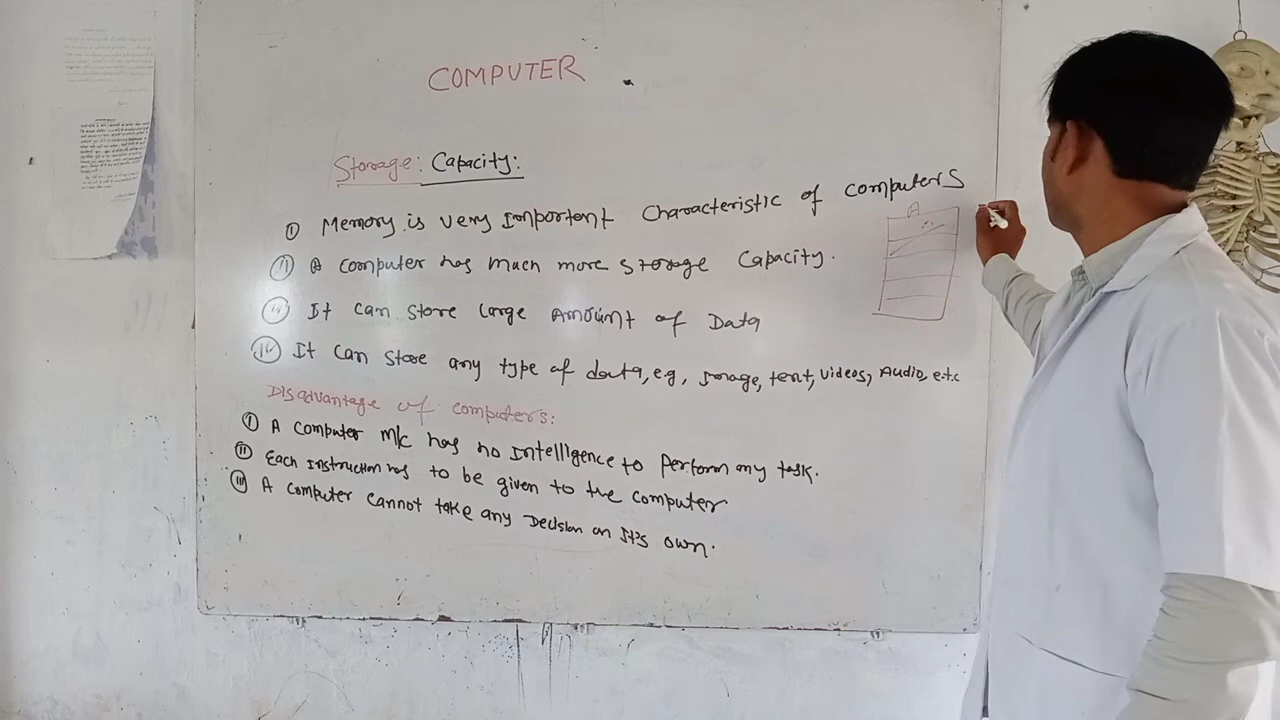 COMPUTER
Storage: Capacity:
(i) Memory is very Important Characteristic of computers
(ii) A computer has much more storage Capacity.
(iii) It can store large Amount of Data
(iv) It can store any type of data, e.g, Image, text, videos, Audio, e.t.c
Disadvantage of computers:
(i) A computer m/c has no Intelligence to perform any task.
(ii) Each Instruction has to be given to the computer
(iii) A computer cannot take any Decision on It's own.
A